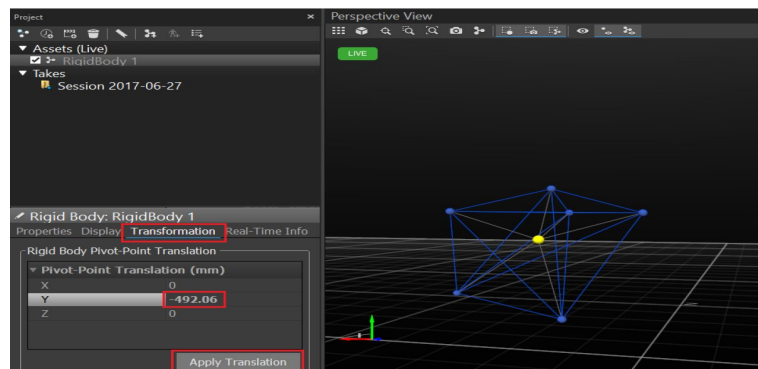 Project ×
▼ Assets (Live)
RigidBody 1
▼ Takes
Session 2017-06-27
Rigid Body: RigidBody 1
Properties Display Transformation Real-Time Info
Rigid Body Pivot-Point Translation
▼ Pivot-Point Translation (mm)
X 0
Y -492.06
Z 0
Apply Translation
Perspective View
LIVE